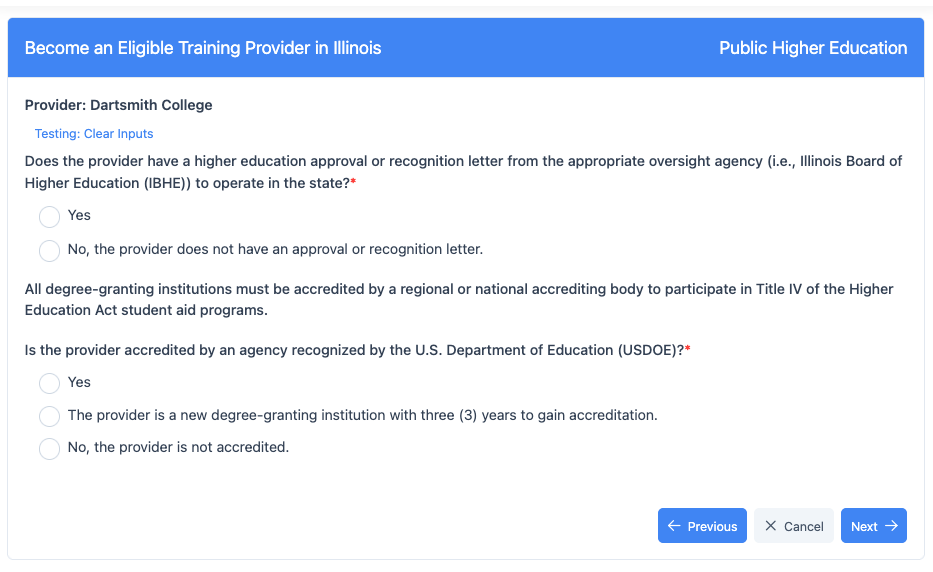 Become an Eligible Training Provider in Illinois
Public Higher Education
Provider: Dartsmith College
Testing: Clear Inputs
Does the provider have a higher education approval or recognition letter from the appropriate oversight agency (i.e., Illinois Board of
Higher Education (IBHE)) to operate in the state?*
Yes
No, the provider does not have an approval or recognition letter.
All degree-granting institutions must be accredited by a regional or national accrediting body to participate in Title IV of the Higher
Education Act student aid programs.
Is the provider accredited by an agency recognized by the U.S. Department of Education (USDOE)?*
Yes
The provider is a new degree-granting institution with three (3) years to gain accreditation.
No, the provider is not accredited.
Previous
Cancel
Next